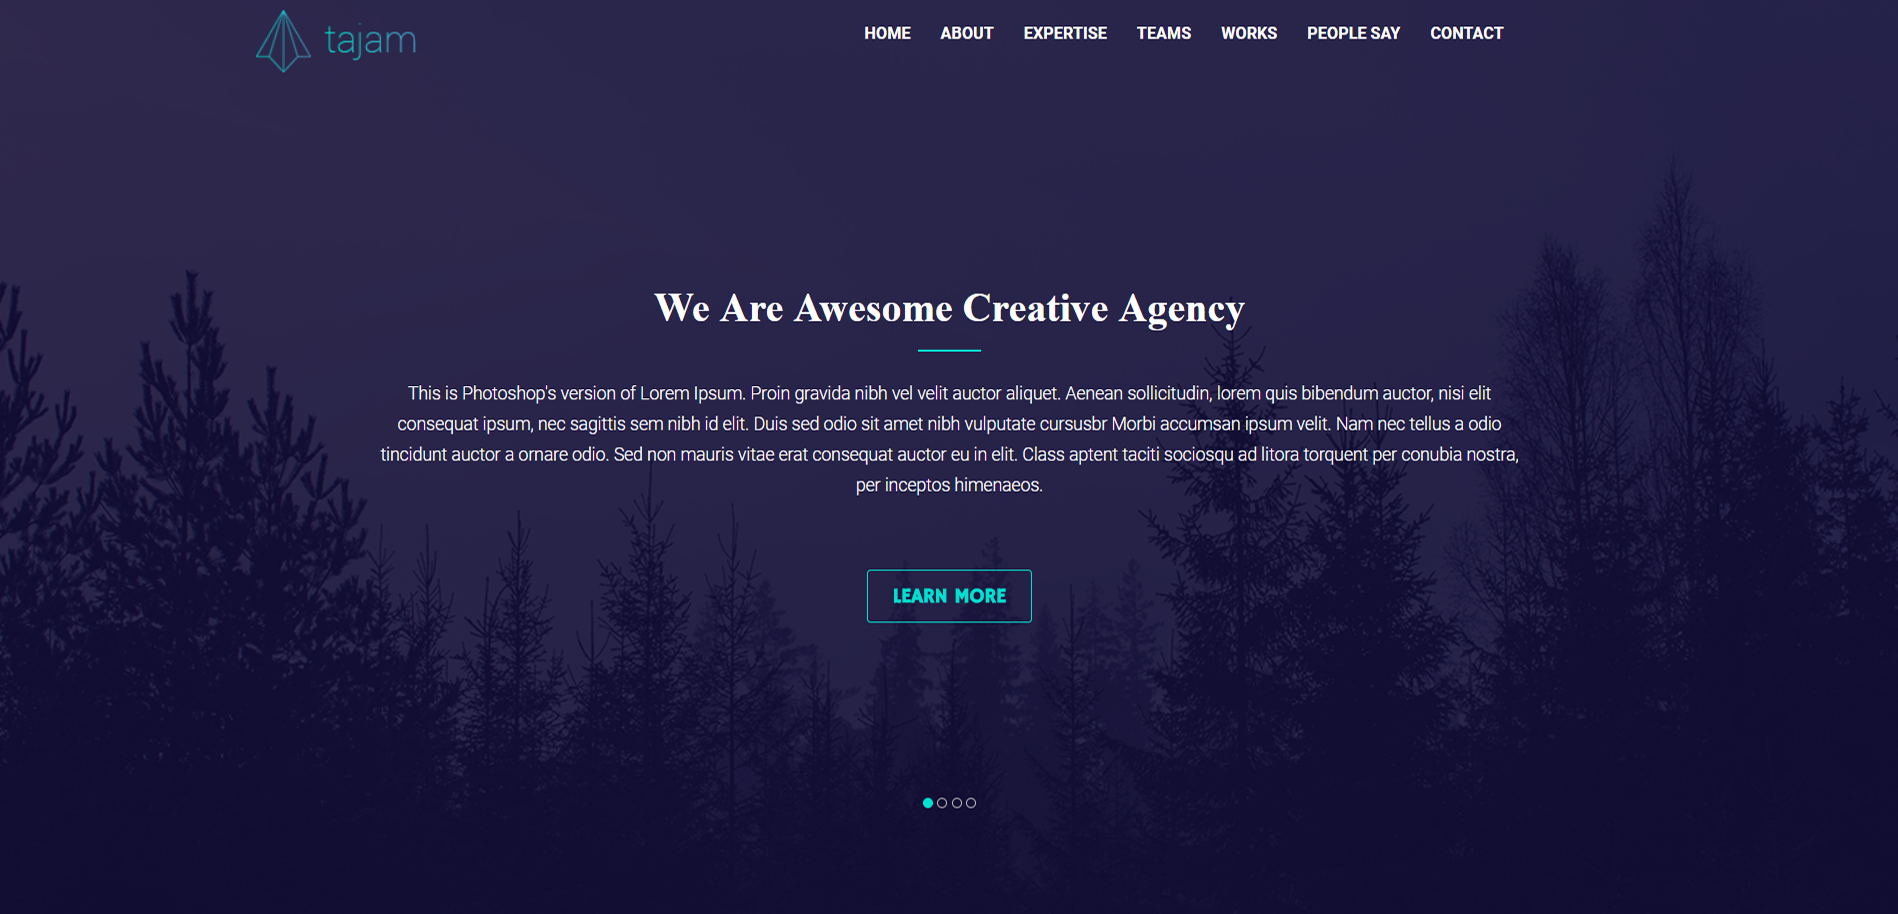 tajam
HOME ABOUT EXPERTISE TEAMS WORKS PEOPLE SAY CONTACT
We Are Awesome Creative Agency
This is Photoshop's version of Lorem Ipsum. Proin gravida nibh vel velit auctor aliquet. Aenean sollicitudin, lorem quis bibendum auctor, nisi elit
consequat ipsum, nec sagittis sem nibh id elit. Duis sed odio sit amet nibh vulputate cursusbr Morbi accumsan ipsum velit. Nam nec tellus a odio
tincidunt auctor a ornare odio. Sed non mauris vitae erat consequat auctor eu in elit. Class aptent taciti sociosqu ad litora torquent per conubia nostra,
per inceptos himenaeos.
LEARN MORE